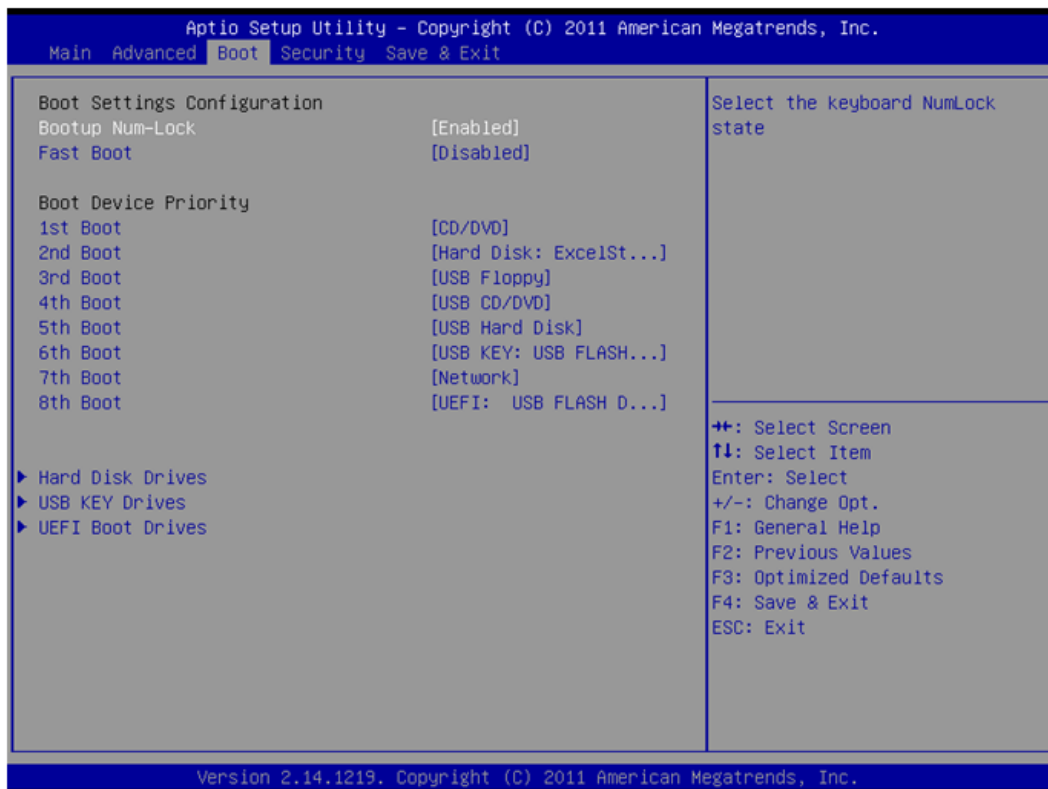 Aptio Setup Utility – Copyright (C) 2011 American Megatrends, Inc.
Main Advanced Boot Security Save & Exit
Boot Settings Configuration
Bootup Num-Lock [Enabled]
Fast Boot [Disabled]
Boot Device Priority
1st Boot [CD/DVD]
2nd Boot [Hard Disk: ExcelSt...]
3rd Boot [USB Floppy]
4th Boot [USB CD/DVD]
5th Boot [USB Hard Disk]
6th Boot [USB KEY: USB FLASH...]
7th Boot [Network]
8th Boot [UEFI: USB FLASH D...]
Hard Disk Drives
USB KEY Drives
UEFI Boot Drives
Select the keyboard NumLock
state
→←: Select Screen
↑↓: Select Item
Enter: Select
+/-: Change Opt.
F1: General Help
F2: Previous Values
F3: Optimized Defaults
F4: Save & Exit
ESC: Exit
Version 2.14.1219. Copyright (C) 2011 American Megatrends, Inc.